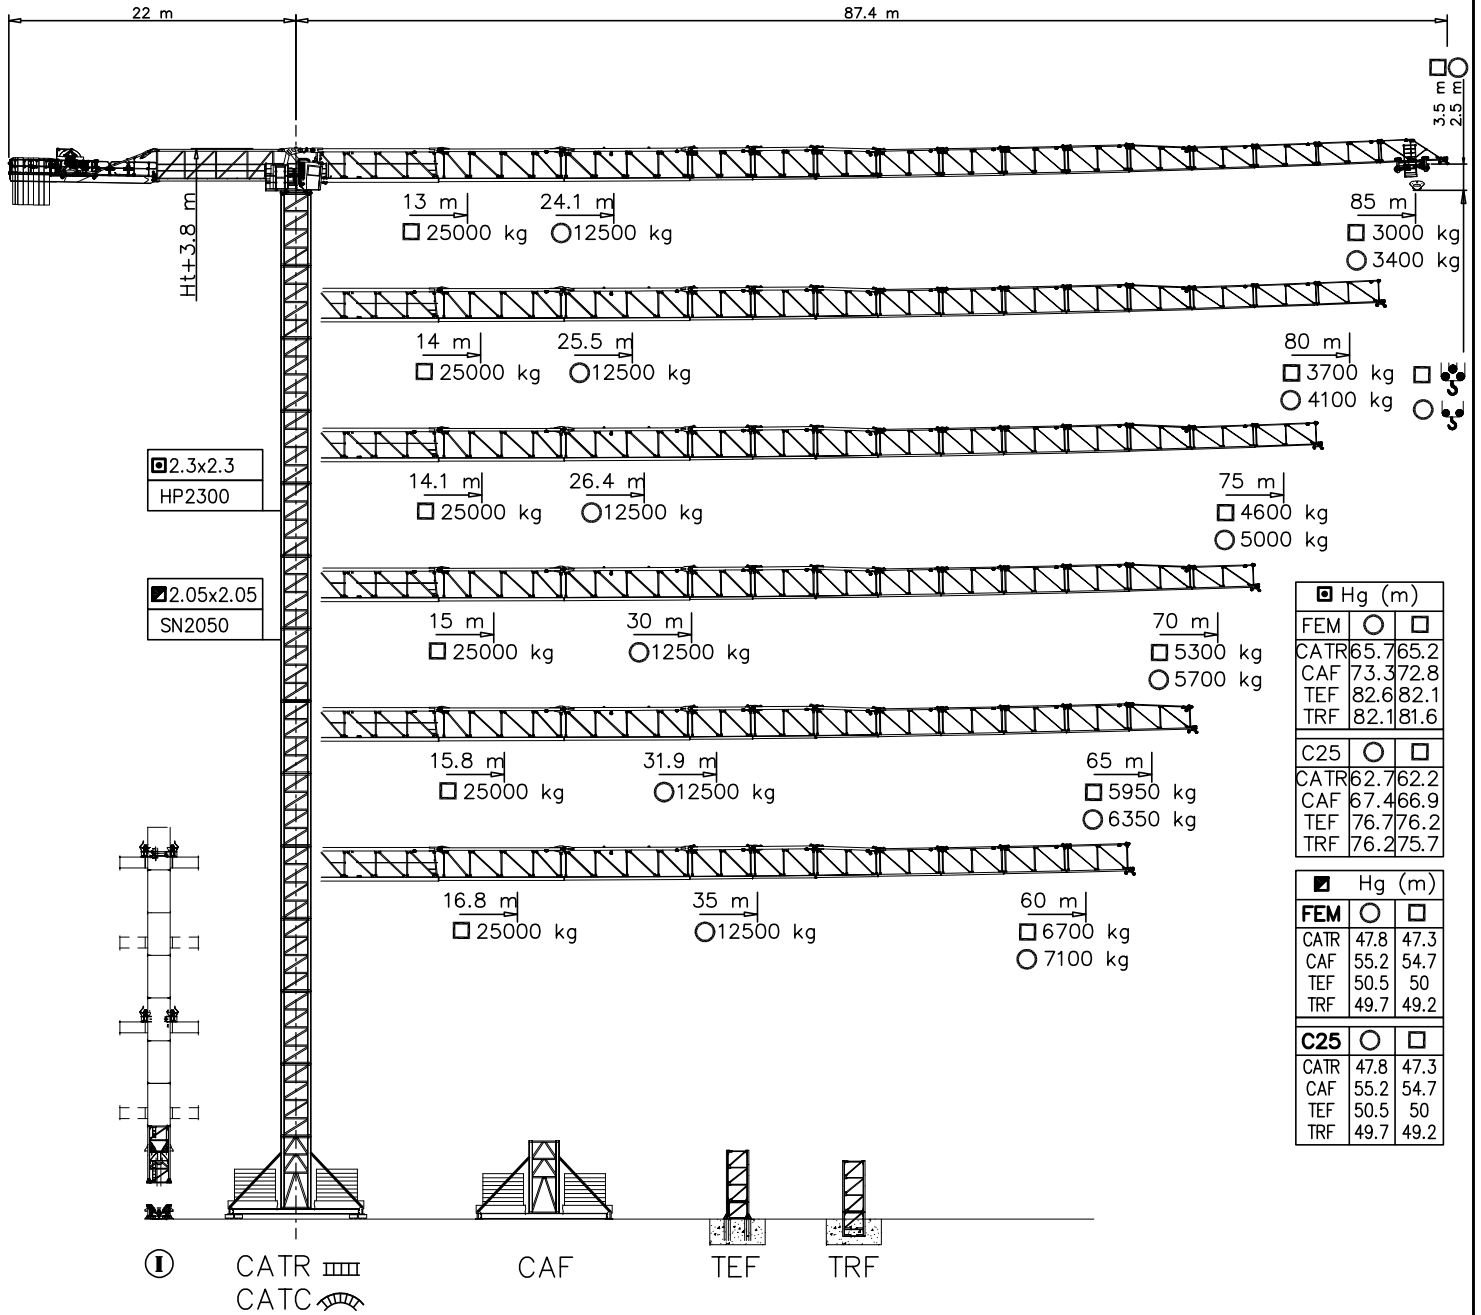 22 m
87.4 m
3.5 m
2.5 m
Ht+3.8 m
13 m 24.1 m 85 m
25000 kg 12500 kg 3000 kg
3400 kg
14 m 25.5 m 80 m
25000 kg 12500 kg 3700 kg
4100 kg
2.3x2.3
HP2300
14.1 m 26.4 m 75 m
25000 kg 12500 kg 4600 kg
5000 kg
2.05x2.05
SN2050
15 m 30 m 70 m
25000 kg 12500 kg 5300 kg
5700 kg
15.8 m 31.9 m 65 m
25000 kg 12500 kg 5950 kg
6350 kg
16.8 m 35 m 60 m
25000 kg 12500 kg 6700 kg
7100 kg
Hg (m)
FEM
CATR 65.7 65.2
CAF 73.3 72.8
TEF 82.6 82.1
TRF 82.1 81.6
C25
CATR 62.7 62.2
CAF 67.4 66.9
TEF 76.7 76.2
TRF 76.2 75.7
Hg (m)
FEM
CATR 47.8 47.3
CAF 55.2 54.7
TEF 50.5 50
TRF 49.7 49.2
C25
CATR 47.8 47.3
CAF 55.2 54.7
TEF 50.5 50
TRF 49.7 49.2
I
CATR
CATC
CAF
TEF
TRF